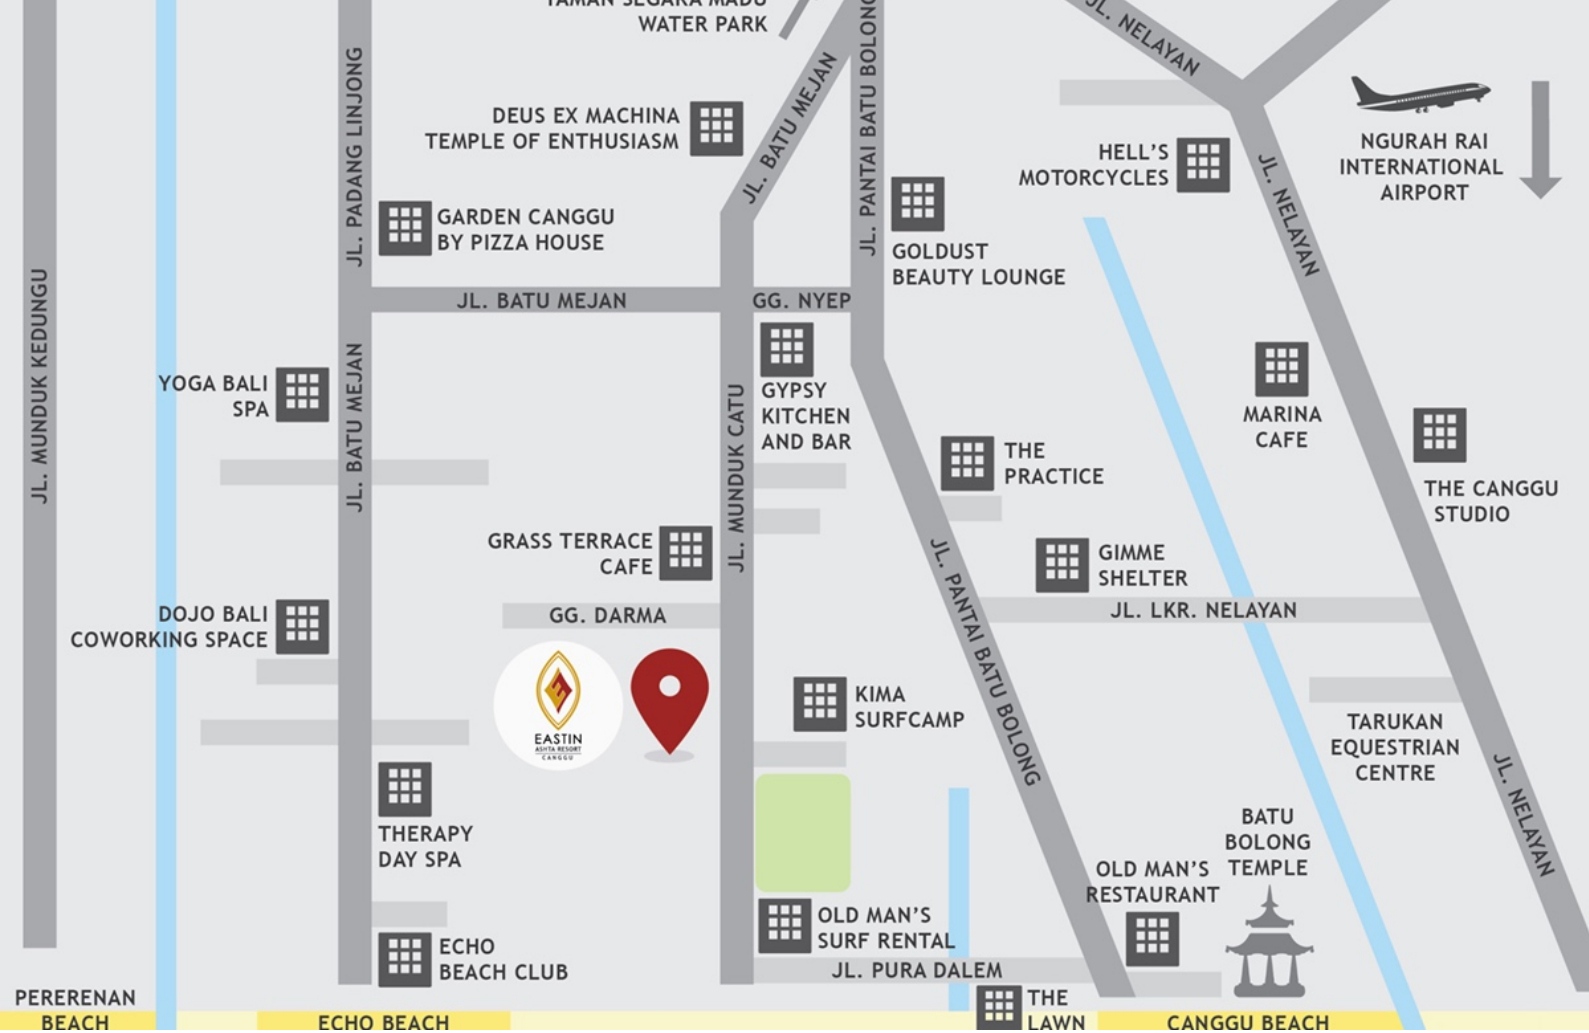 TAMAN SEGARA MADU
WATER PARK
JL. NELAYAN
JL. PANTAI BATU BOLONG
JL. PADANG LINJONG
JL. BATU MEJAN
DEUS EX MACHINA
TEMPLE OF ENTHUSIASM
HELL'S
MOTORCYCLES
NGURAH RAI
INTERNATIONAL
AIRPORT
JL. NELAYAN
GARDEN CANGGU
BY PIZZA HOUSE
GOLDUST
BEAUTY LOUNGE
JL. MUNDUK KEDUNGU
JL. BATU MEJAN
GG. NYEP
YOGA BALI
SPA
JL. BATU MEJAN
GYPSY
KITCHEN
AND BAR
JL. MUNDUK CATU
MARINA
CAFE
THE
PRACTICE
THE CANGGU
STUDIO
GRASS TERRACE
CAFE
GIMME
SHELTER
JL. PANTAI BATU BOLONG
JL. LKR. NELAYAN
DOJO BALI
COWORKING SPACE
GG. DARMA
EASTIN
ASHTA RESORT
CANGGU
KIMA
SURFCAMP
TARUKAN
EQUESTRIAN
CENTRE
JL. NELAYAN
THERAPY
DAY SPA
BATU
BOLONG
TEMPLE
OLD MAN'S
RESTAURANT
OLD MAN'S
SURF RENTAL
ECHO
BEACH CLUB
JL. PURA DALEM
PERERENAN
BEACH
ECHO BEACH
THE
LAWN
CANGGU BEACH